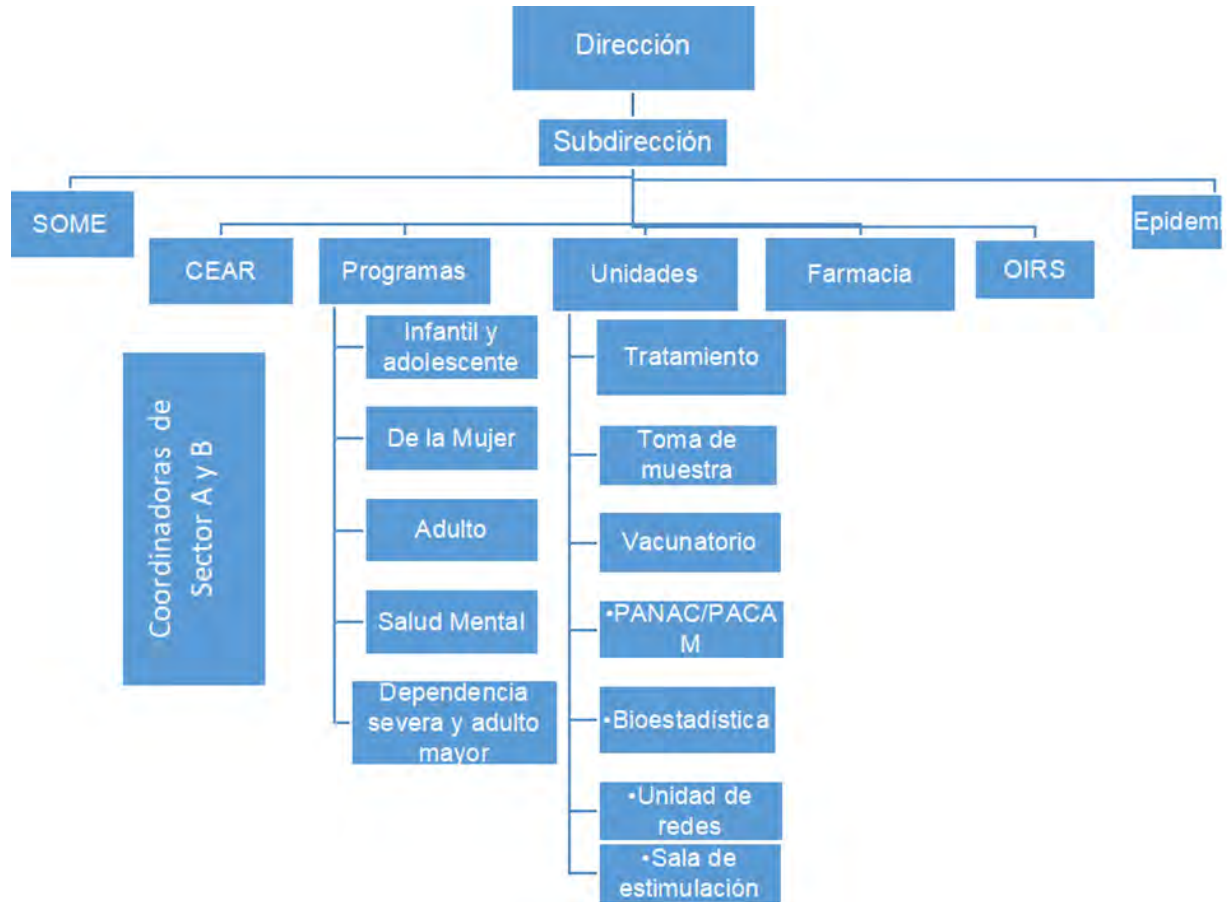 Dirección
Subdirección
SOME
Epidem
CEAR
Programas
Unidades
Farmacia
OIRS
Coordinadoras de
Sector A y B
Infantil y
adolescente
De la Mujer
Adulto
Salud Mental
Dependencia
severa y adulto
mayor
Tratamiento
Toma de
muestra
Vacunatorio
•PANAC/PACA
M
•Bioestadística
•Unidad de
redes
•Sala de
estimulación